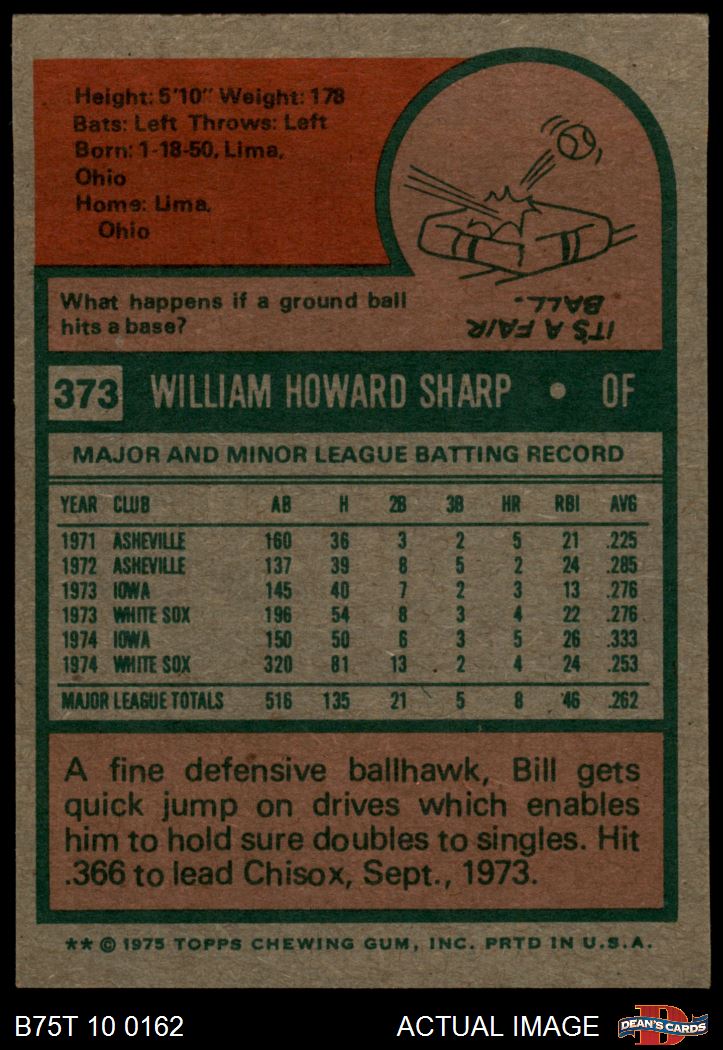 Height: 5'10" Weight: 178
Bats: Left Throws: Left
Born: 1-18-50, Lima,
Ohio
Home: Lima,
Ohio
What happens if a ground ball
hits a base?
IT'S A FAIR
BALL.
373 WILLIAM HOWARD SHARP • OF
MAJOR AND MINOR LEAGUE BATTING RECORD
YEAR CLUB AB H 2B 3B HR RBI AVG
1971 ASHEVILLE 160 36 3 2 5 21 .225
1972 ASHEVILLE 137 39 8 5 2 24 .285
1973 IOWA 145 40 7 2 3 13 .276
1973 WHITE SOX 196 54 8 3 4 22 .276
1974 IOWA 150 50 6 3 5 26 .333
1974 WHITE SOX 320 81 13 2 4 24 .253
MAJOR LEAGUE TOTALS 516 135 21 5 8 46 .262
A fine defensive ballhawk, Bill gets
quick jump on drives which enables
him to hold sure doubles to singles. Hit
.366 to lead Chisox, Sept., 1973.
** © 1975 TOPPS CHEWING GUM, INC. PRTD IN U.S.A.
B75T 10 0162 ACTUAL IMAGE D DEAN'S CARDS